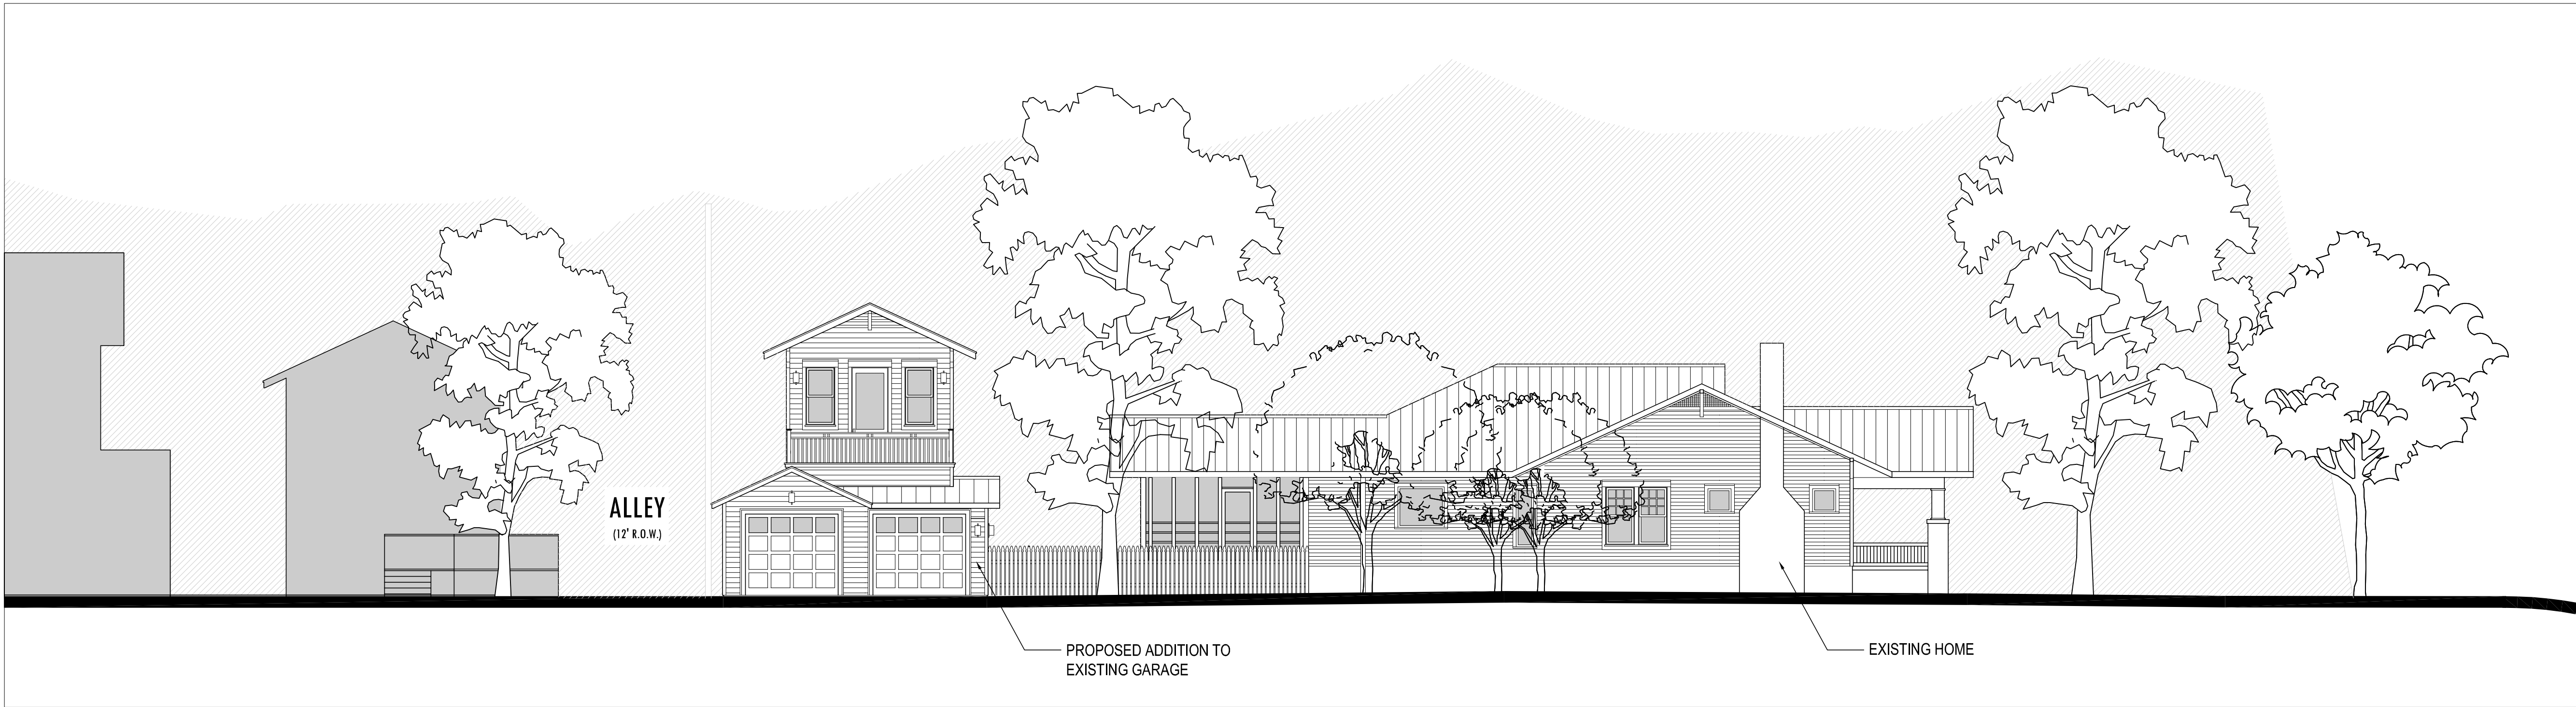 ALLEY
(12' R.O.W.)
PROPOSED ADDITION TO
EXISTING GARAGE
EXISTING HOME